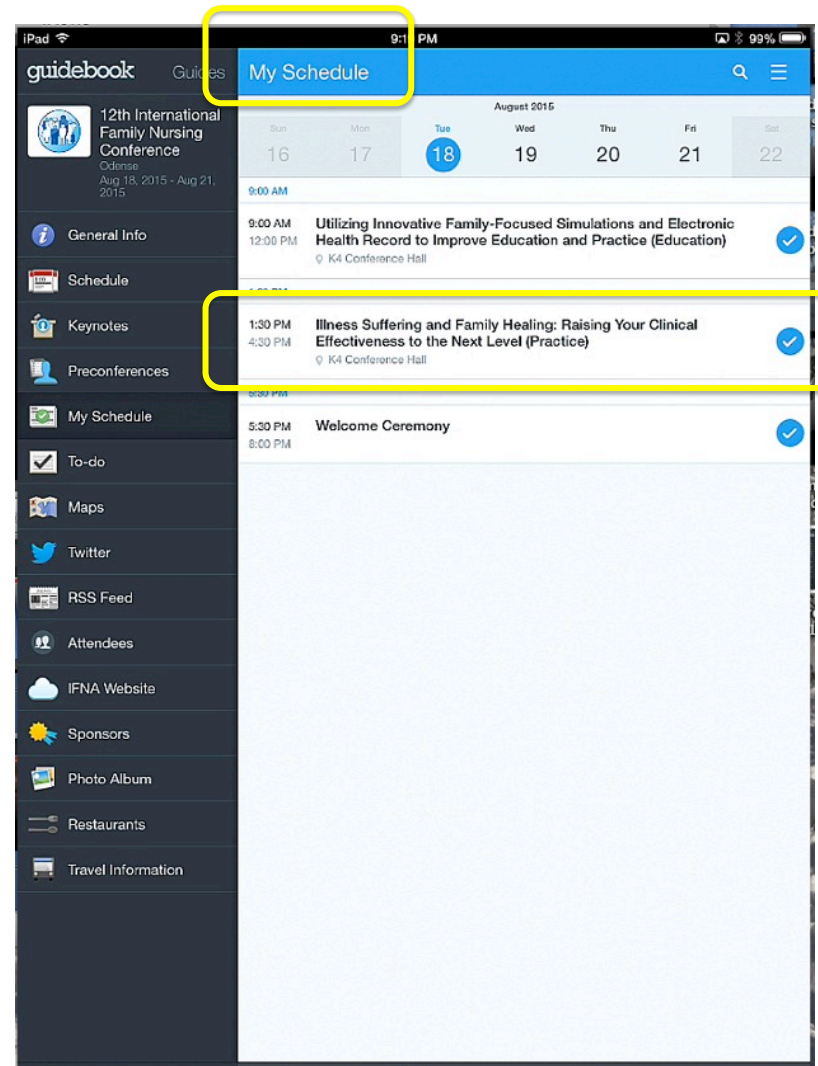 iPad 9:1 PM 99%
guidebook Guides My Schedule
12th International
Family Nursing
Conference
Odense
Aug 18, 2015 - Aug 21,
2015
August 2015
Sun Mon Tue Wed Thu Fri Sat
16 17 18 19 20 21 22
9:00 AM
9:00 AM Utilizing Innovative Family-Focused Simulations and Electronic
12:00 PM Health Record to Improve Education and Practice (Education)
K4 Conference Hall
1:30 PM Illness Suffering and Family Healing: Raising Your Clinical
4:30 PM Effectiveness to the Next Level (Practice)
K4 Conference Hall
5:30 PM
5:30 PM Welcome Ceremony
8:00 PM
General Info
Schedule
Keynotes
Preconferences
My Schedule
To-do
Maps
Twitter
RSS Feed
Attendees
IFNA Website
Sponsors
Photo Album
Restaurants
Travel Information